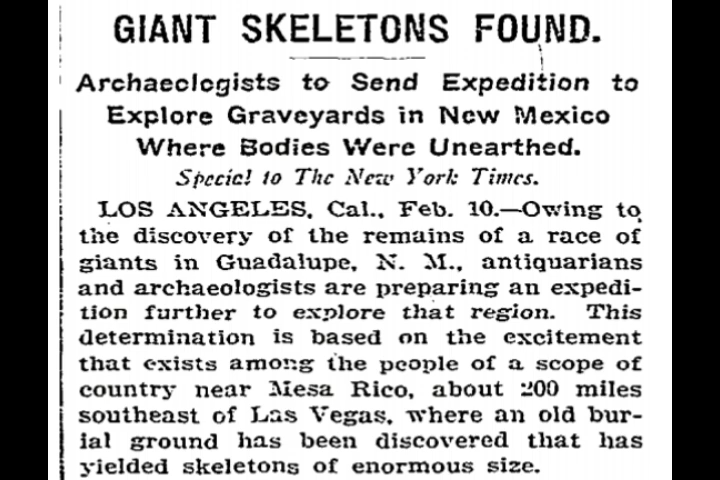 GIANT SKELETONS FOUND.
Archaeologists to Send Expedition to
Explore Graveyards in New Mexico
Where Bodies Were Unearthed.
Special to The New York Times.
LOS ANGELES, Cal., Feb. 10.—Owing to
the discovery of the remains of a race of
giants in Guadalupe, N. M., antiquarians
and archaeologists are preparing an expedi-
tion further to explore that region. This
determination is based on the excitement
that exists among the people of a scope of
country near Mesa Rico, about 200 miles
southeast of Las Vegas, where an old bur-
ial ground has been discovered that has
yielded skeletons of enormous size.